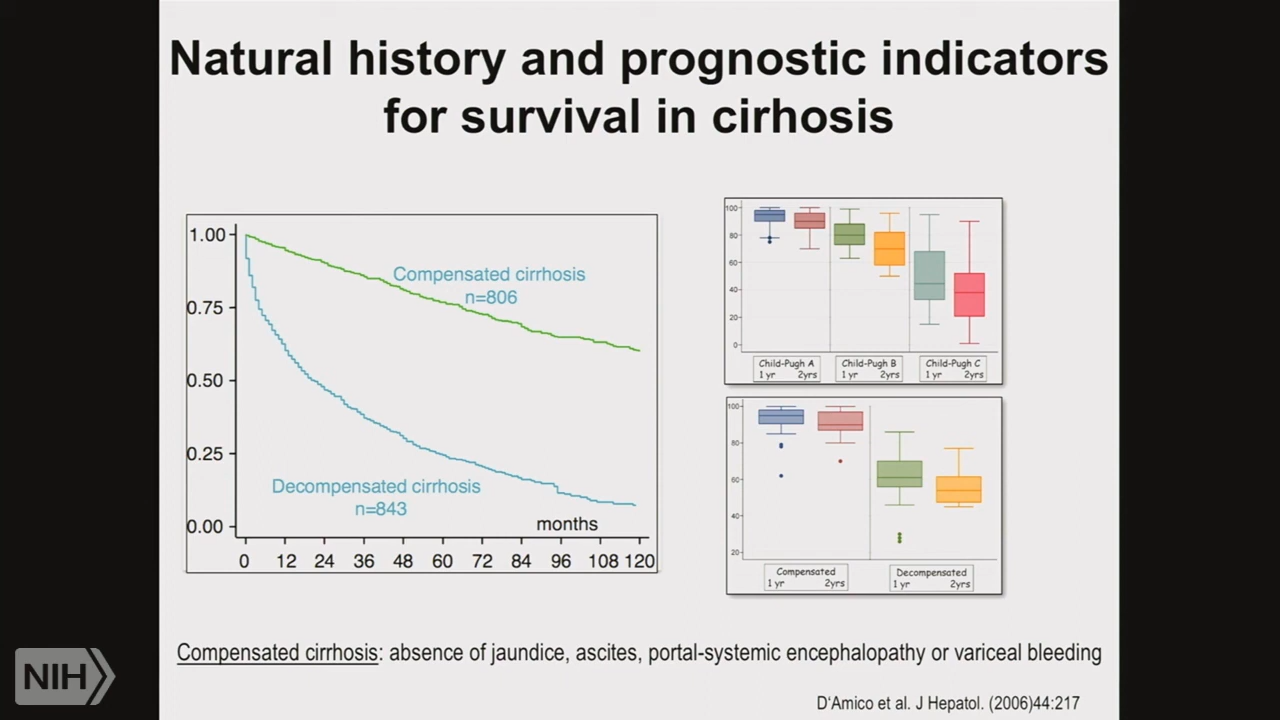 Natural history and prognostic indicators
for survival in cirhosis
1.00
0.75
0.50
0.25
0.00
Compensated cirrhosis
n=806
Decompensated cirrhosis
n=843
months
0 12 24 36 48 60 72 84 96 108 120
100
80
60
40
20
0
Child-Pugh A
1 yr 2yrs
Child-Pugh B
1 yr 2yrs
Child-Pugh C
1 yr 2yrs
100
80
60
40
20
Compensated
1 yr 2yrs
Decompensated
1 yr 2yrs
Compensated cirrhosis: absence of jaundice, ascites, portal-systemic encephalopathy or variceal bleeding
NIH
D'Amico et al. J Hepatol. (2006)44:217